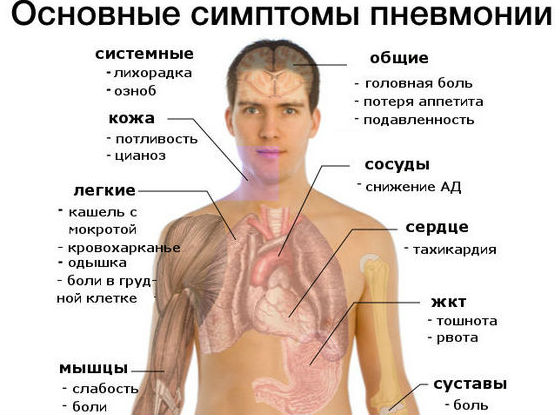 Основные симптомы пневмонии
системные
- лихорадка
- озноб
кожа
- потливость
- цианоз
легкие
- кашель с
мокротой
- кровохарканье
- одышка
- боли в груд-
ной клетке
мышцы
- слабость
- боли
общие
- головная боль
- потеря аппетита
- подавленность
сосуды
- снижение АД
сердце
- тахикардия
жкт
- тошнота
- рвота
суставы
- боль